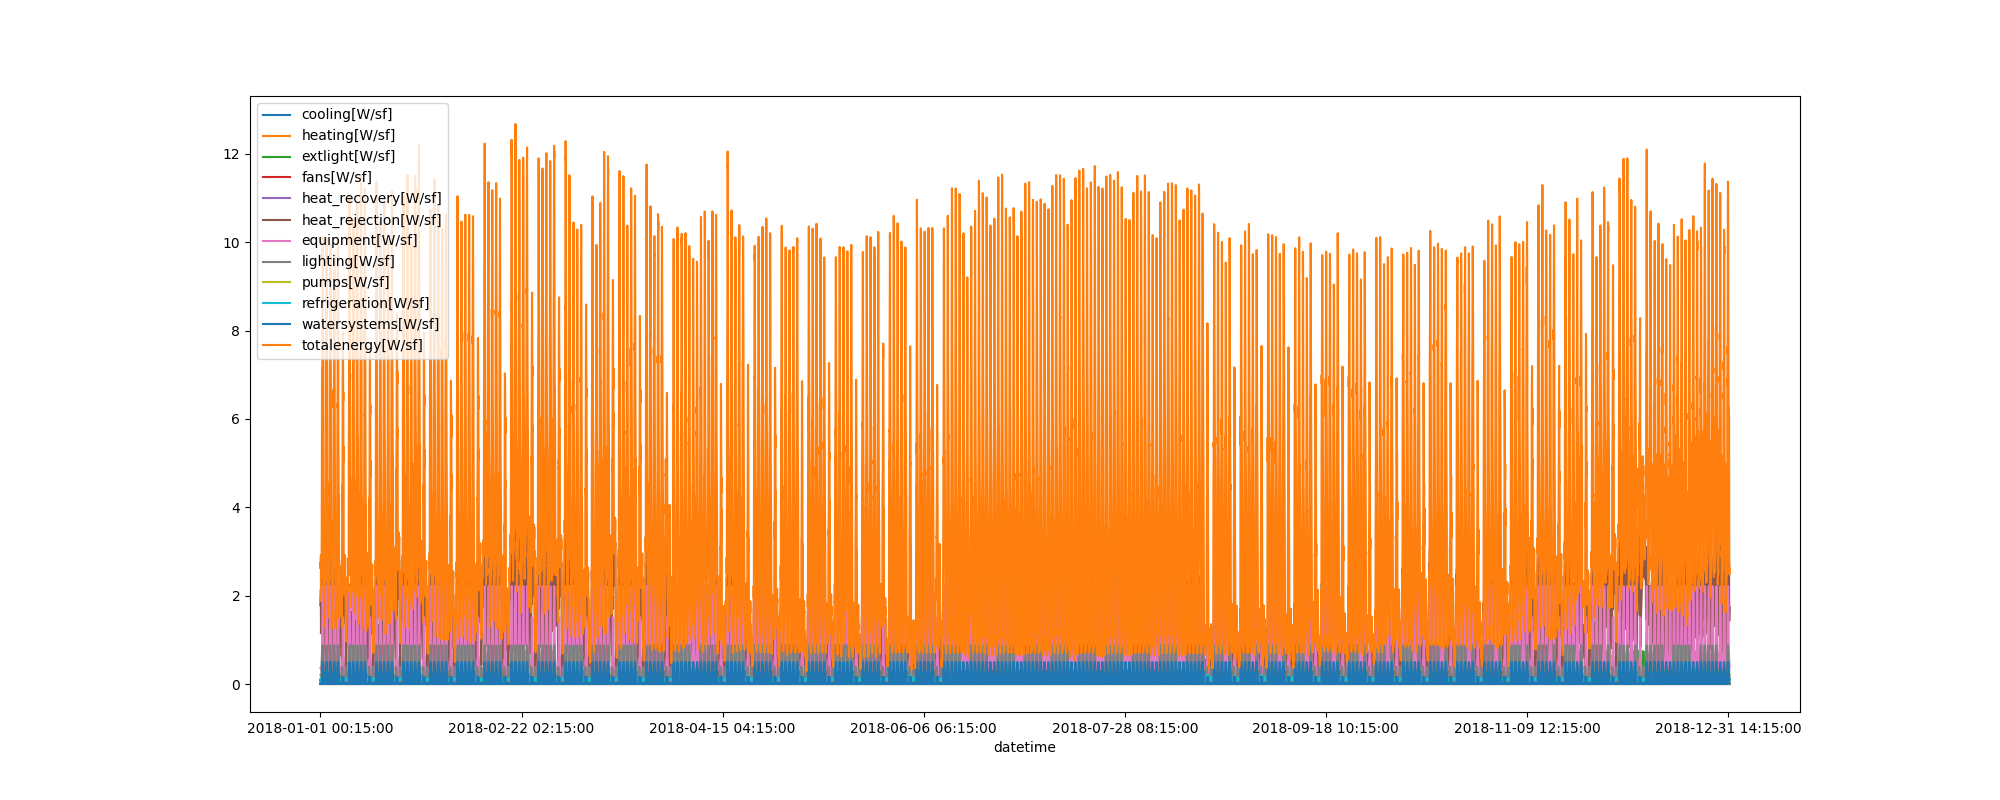 cooling[W/sf]
heating[W/sf]
extlight[W/sf]
fans[W/sf]
heat_recovery[W/sf]
heat_rejection[W/sf]
equipment[W/sf]
lighting[W/sf]
pumps[W/sf]
refrigeration[W/sf]
watersystems[W/sf]
totalenergy[W/sf]
12
10
8
6
4
2
0
2018-01-01 00:15:00 2018-02-22 02:15:00 2018-04-15 04:15:00 2018-06-06 06:15:00 2018-07-28 08:15:00 2018-09-18 10:15:00 2018-11-09 12:15:00 2018-12-31 14:15:00
datetime